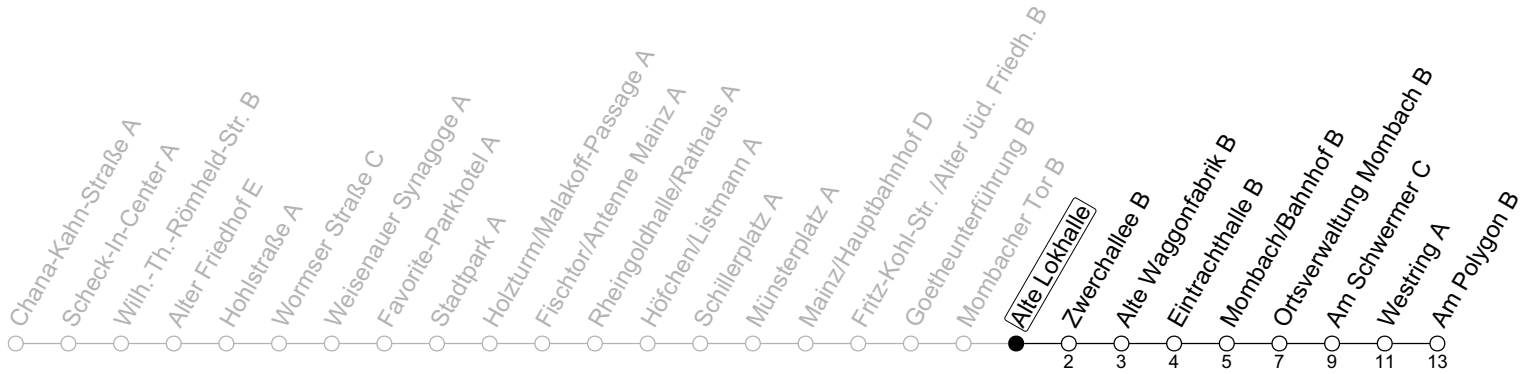 Chana-Kahn-Straße A
Scheck-In-Center A
Wilh.-Th.-Römheld-Str. B
Alter Friedhof E
Hohlstraße A
Wormser Straße C
Weisenauer Synagoge A
Favorite-Parkhotel A
Stadtpark A
Holzturm/Malakoff-Passage A
Fischtor/Antenne Mainz A
Rheingoldhalle/Rathaus A
Höfchen/Listmann A
Schillerplatz A
Münsterplatz A
Mainz/Hauptbahnhof D
Fritz-Kohl-Str. /Alter Jüd. Friedh. B
Goetheunterführung B
Mombacher Tor B
Alte Lokhalle
Zwerchallee B
Alte Waggonfabrik B
Eintrachthalle B
Mombach/Bahnhof B
Ortsverwaltung Mombach B
Am Schwermer C
Westring A
Am Polygon B
2 3 4 5 7 9 11 13